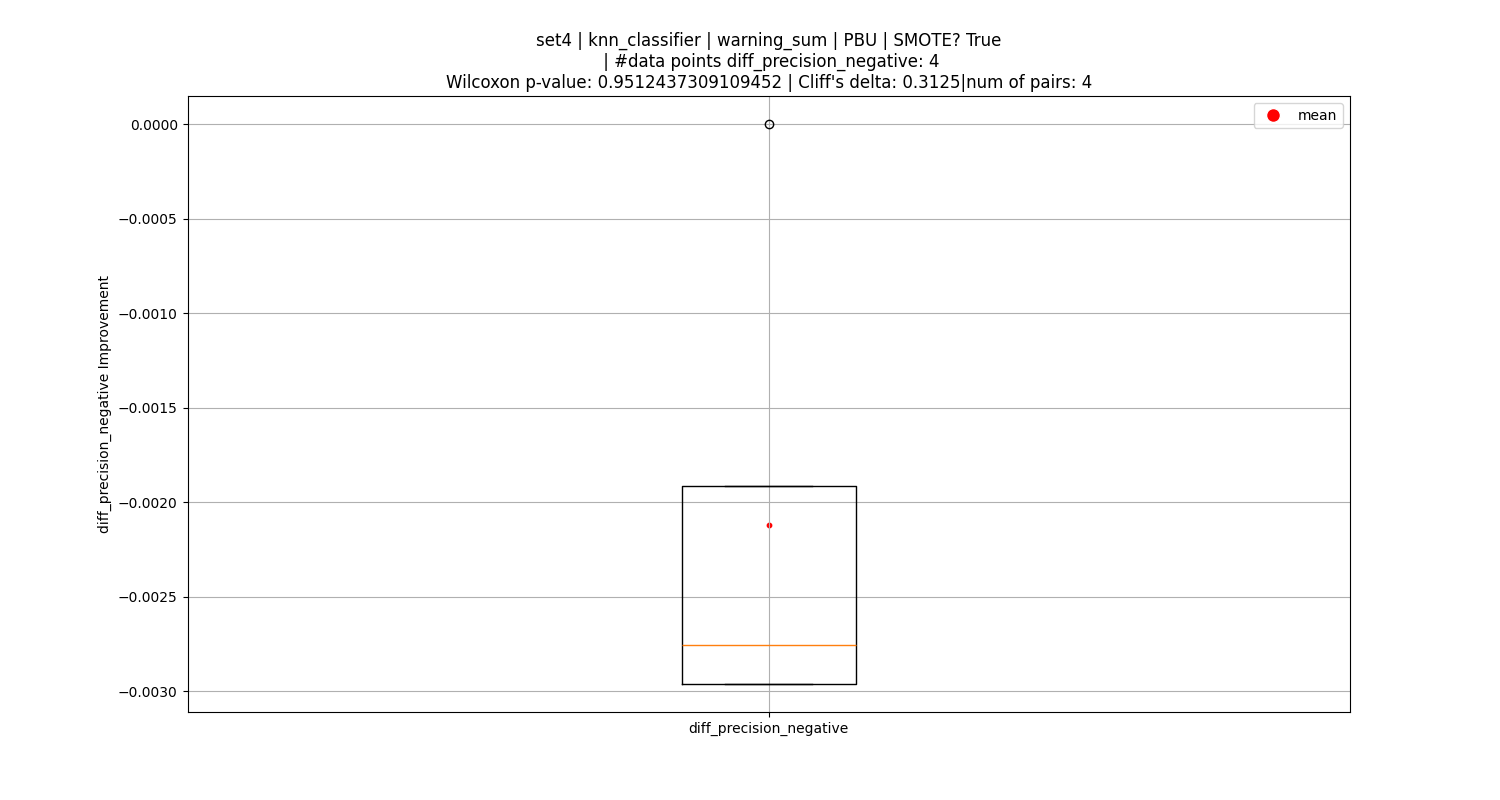 set4 | knn_classifier | warning_sum | PBU | SMOTE? True
| #data points diff_precision_negative: 4
Wilcoxon p-value: 0.9512437309109452 | Cliff's delta: 0.3125|num of pairs: 4
mean
0.0000
−0.0005
−0.0010
−0.0015
−0.0020
−0.0025
−0.0030
diff_precision_negative Improvement
diff_precision_negative